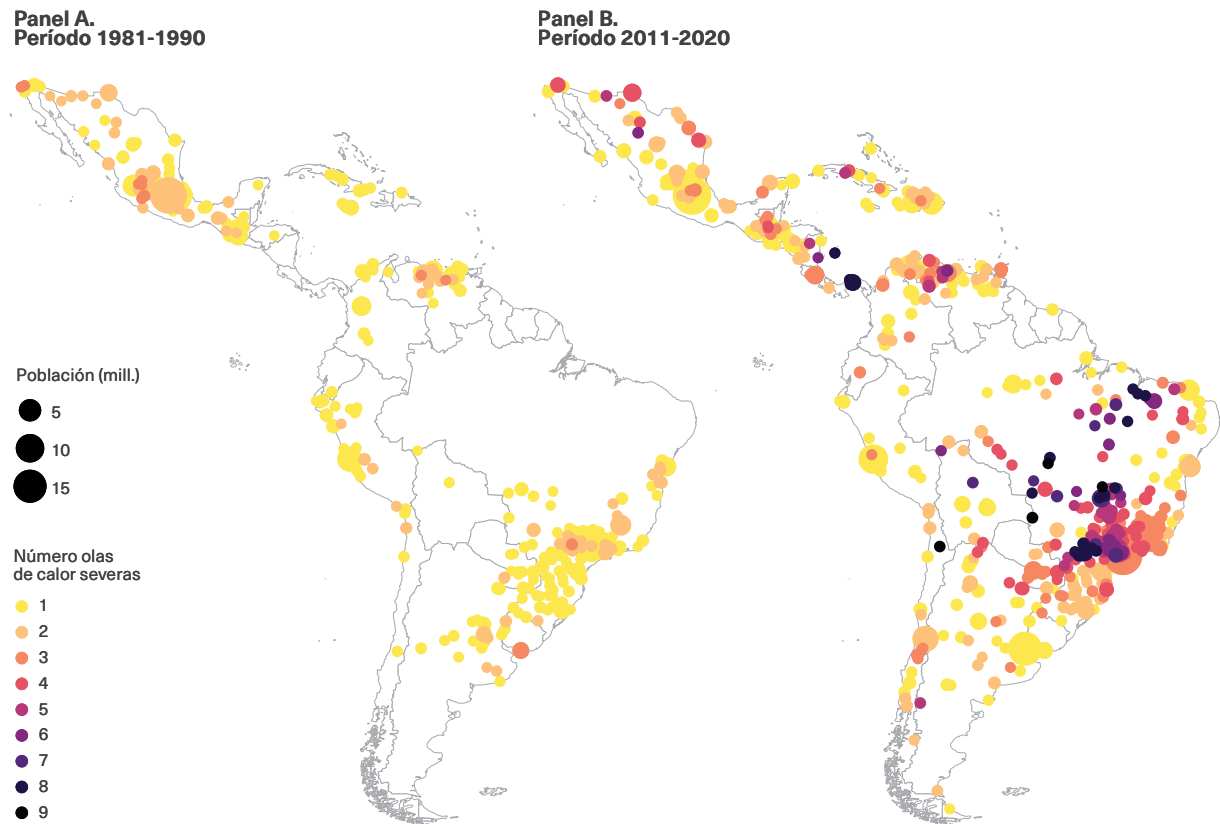 Panel A.
Período 1981-1990
Panel B.
Período 2011-2020
Población (mill.)
5
10
15
Número olas
de calor severas
1
2
3
4
5
6
7
8
9